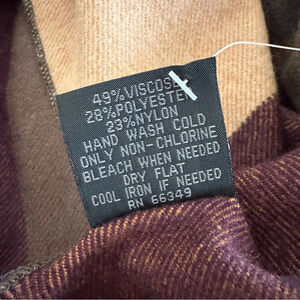 49%VISCOSE
28%POLYESTER
23%NYLON
HAND WASH COLD
ONLY NON-CHLORINE
BLEACH WHEN NEEDED
DRY FLAT
COOL IRON IF NEEDED
RN 66349